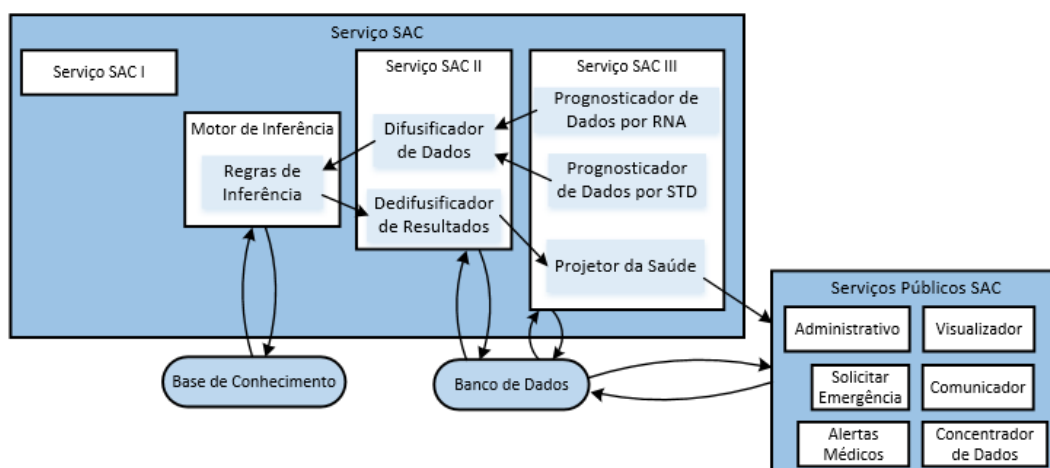 Serviço SAC
Serviço SAC I
Serviço SAC II
Serviço SAC III
Motor de Inferência
Regras de
Inferência
Difusificador
de Dados
Dedifusificador
de Resultados
Prognosticador de
Dados por RNA
Prognosticador
de Dados por STD
Projetor da Saúde
Base de Conhecimento
Banco de Dados
Serviços Públicos SAC
Administrativo
Visualizador
Solicitar
Emergência
Comunicador
Alertas
Médicos
Concentrador
de Dados